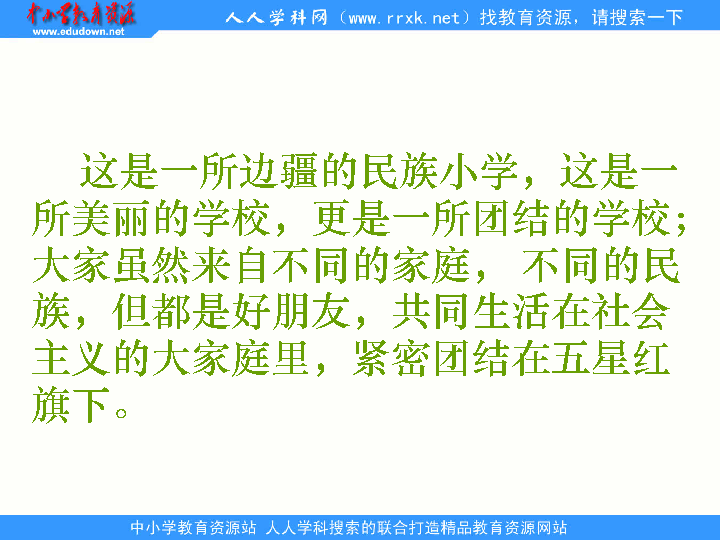 中小学教育资源
www.edudown.net
人人学科网（www.rrxk.net）找教育资源，请搜索一下
这是一所边疆的民族小学，这是一
所美丽的学校，更是一所团结的学校；
大家虽然来自不同的家庭， 不同的民
族，但都是好朋友，共同生活在社会
主义的大家庭里，紧密团结在五星红
旗下。
中小学教育资源站 人人学科搜索的联合打造精品教育资源网站